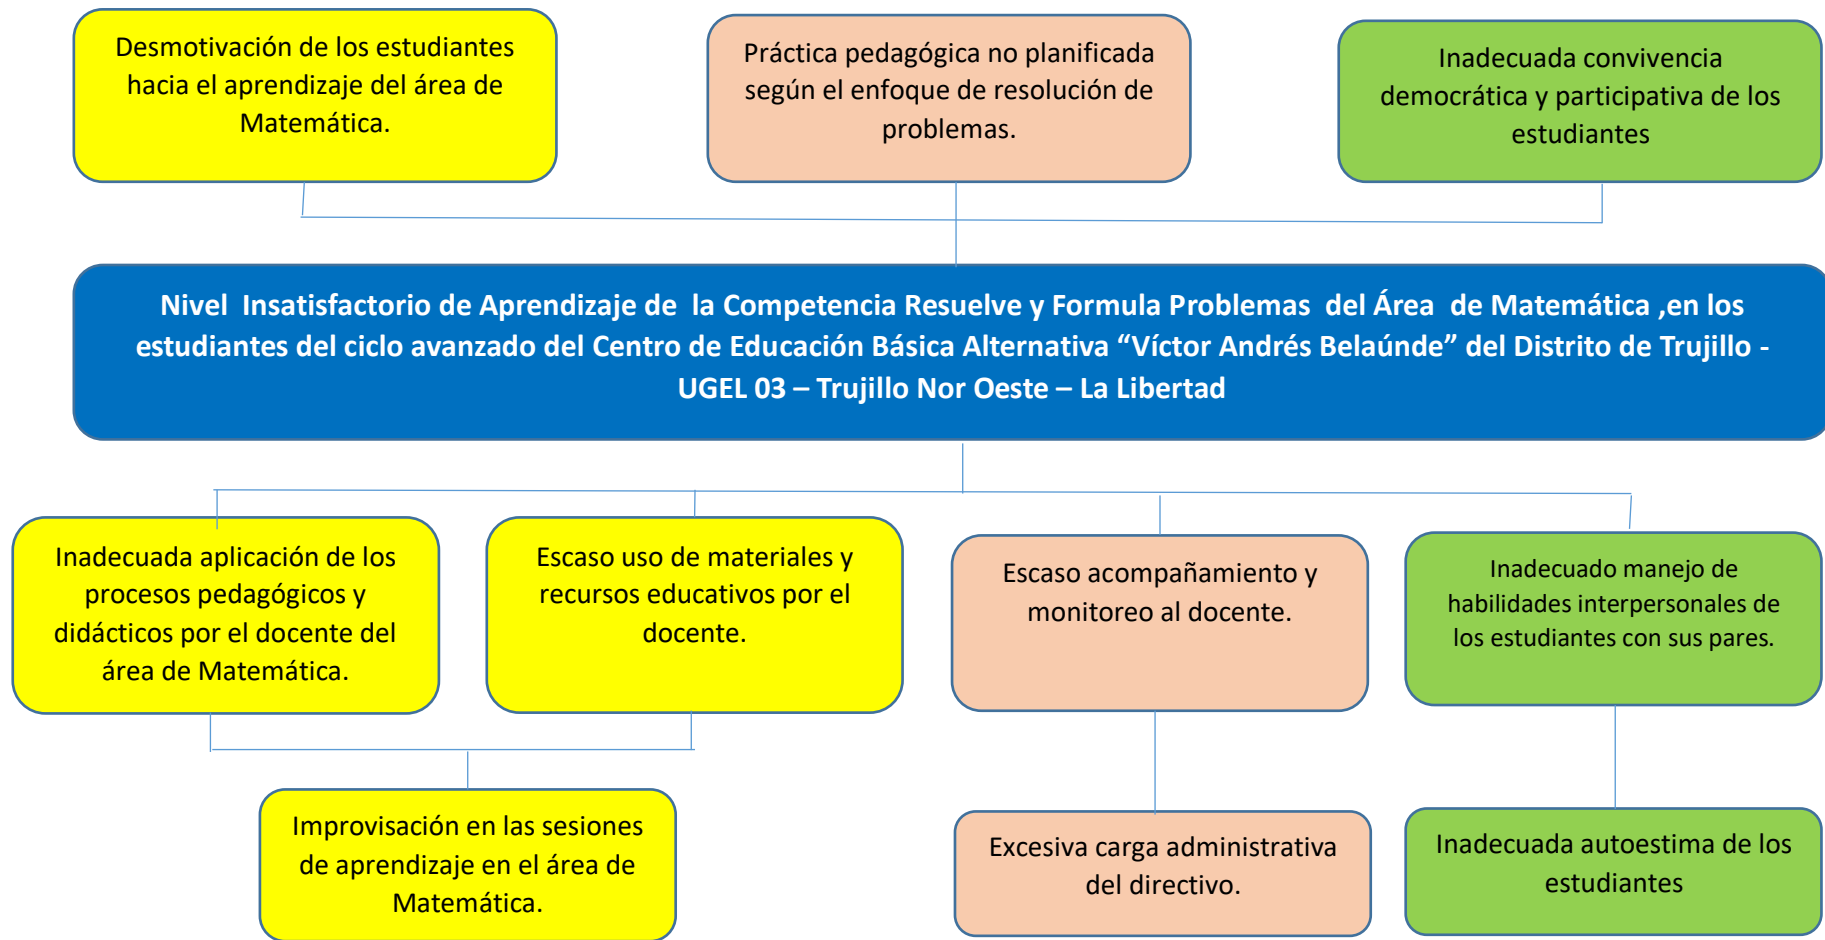 Desmotivación de los estudiantes
hacia el aprendizaje del área de
Matemática.
Práctica pedagógica no planificada
según el enfoque de resolución de
problemas.
Inadecuada convivencia
democrática y participativa de los
estudiantes
Nivel Insatisfactorio de Aprendizaje de la Competencia Resuelve y Formula Problemas del Área de Matemática ,en los
estudiantes del ciclo avanzado del Centro de Educación Básica Alternativa “Víctor Andrés Belaúnde” del Distrito de Trujillo -
UGEL 03 – Trujillo Nor Oeste – La Libertad
Inadecuada aplicación de los
procesos pedagógicos y
didácticos por el docente del
área de Matemática.
Escaso uso de materiales y
recursos educativos por el
docente.
Escaso acompañamiento y
monitoreo al docente.
Inadecuado manejo de
habilidades interpersonales de
los estudiantes con sus pares.
Improvisación en las sesiones
de aprendizaje en el área de
Matemática.
Excesiva carga administrativa
del directivo.
Inadecuada autoestima de los
estudiantes